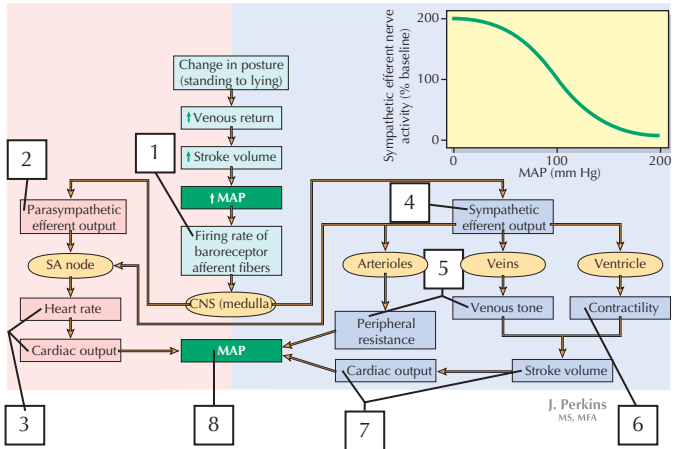 Change in posture
(standing to lying)
↑ Venous return
↑ Stroke volume
↑ MAP
1
Firing rate of
baroreceptor
afferent fibers
CNS (medulla)
2
Parasympathetic
efferent output
SA node
Heart rate
Cardiac output
3
MAP
8
4
Sympathetic
efferent output
Arterioles
Veins
Ventricle
5
Peripheral
resistance
Venous tone
Contractility
Cardiac output
Stroke volume
7
6
J. Perkins
MS, MFA
Sympathetic efferent nerve
activity (% baseline)
200
100
0
0
100
200
MAP (mm Hg)